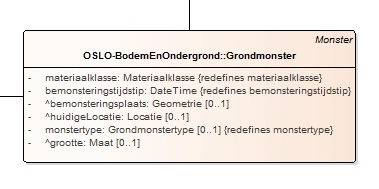 Monster
OSLO-BodemEnOndergrond::Grondmonster
- materiaalklasse: Materiaalklasse {redefines materiaalklasse}
- bemonsteringstijdstip: DateTime {redefines bemonsteringstijdstip}
- ^bemonsteringsplaats: Geometrie [0..1]
- ^huidigeLocatie: Locatie [0..1]
- monstertype: Grondmonstertype [0..1] {redefines monstertype}
- ^grootte: Maat [0..1]